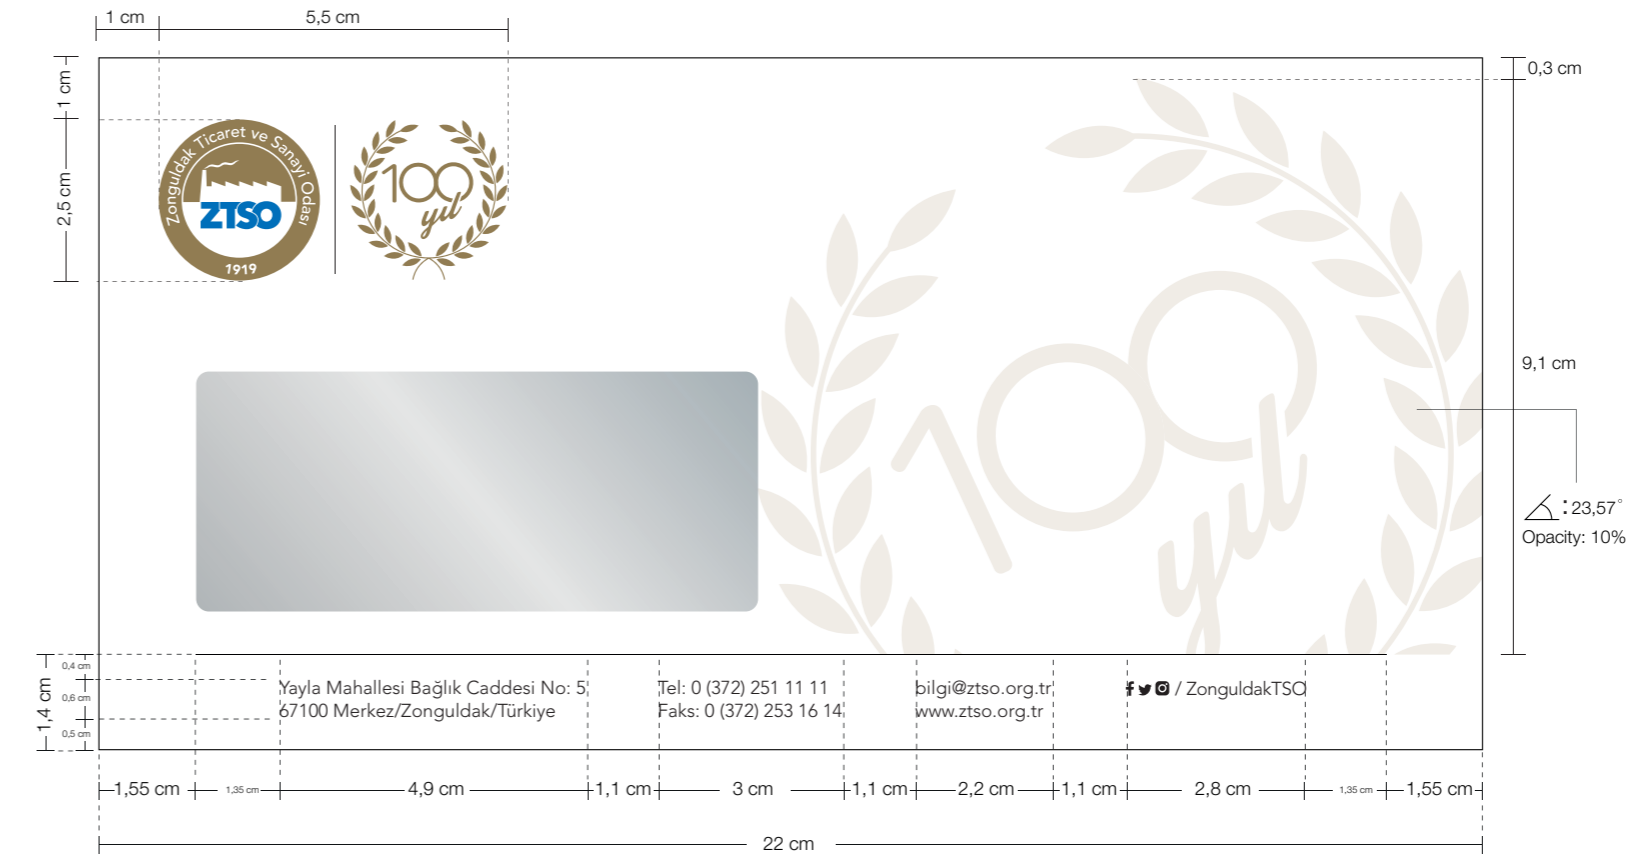 1 cm
5,5 cm
0,3 cm
1 cm
2,5 cm
Zonguldak Ticaret ve Sanayi Odası
ZTSO
1919
100
yıl
100
yıl
9,1 cm
: 23,57°
Opacity: 10%
1,4 cm
0,4 cm
0,6 cm
0,5 cm
Yayla Mahallesi Bağlık Caddesi No: 5
67100 Merkez/Zonguldak/Türkiye
Tel: 0 (372) 251 11 11
Faks: 0 (372) 253 16 14
bilgi@ztso.org.tr
www.ztso.org.tr
/ ZonguldakTSO
1,55 cm
1,35 cm
4,9 cm
1,1 cm
3 cm
1,1 cm
2,2 cm
1,1 cm
2,8 cm
1,35 cm
1,55 cm
22 cm